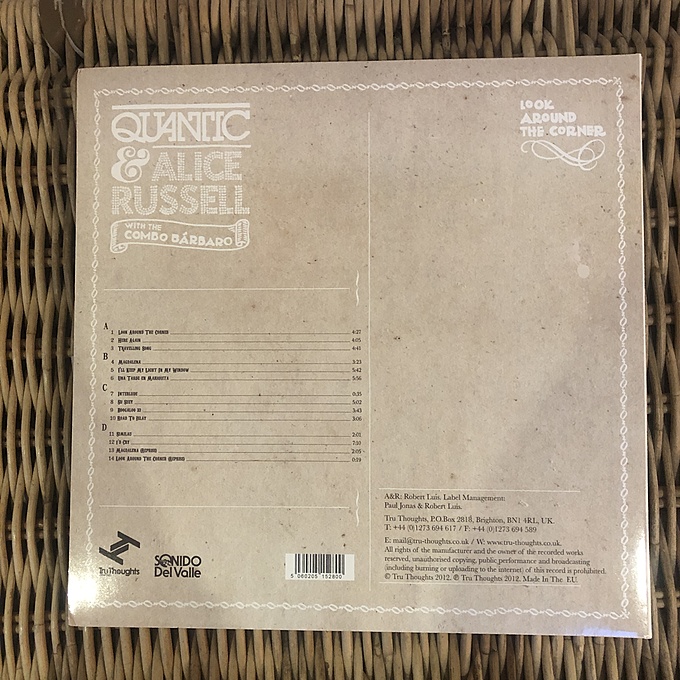 QUANTIC
& ALICE
RUSSELL
WITH THE
COMBO BÁRBARO
LOOK
AROUND
THE CORNER
A
1 Look Around The Corner 4:27
2 Here Again 4:05
3 Travelling Song 4:41
B
4 Magdalena 3:23
5 I'll Keep My Light In My Window 5:42
6 Una Tarde En Mariquita 5:56
C
7 Interlude 0:35
8 Su Suzy 5:02
9 Boogaloo 33 3:43
10 Road To Islay 3:06
D
11 Similau 2:01
12 I'd Cry 7:10
13 Magdalena (Reprise) 2:05
14 Look Around The Corner (Reprise) 0:59
A&R: Robert Luis. Label Management:
Paul Jonas & Robert Luis.
Tru Thoughts, P.O.Box 2818, Brighton, BN1 4RL, UK
T: +44 (0)1273 694 617 / F: +44 (0)1273 694 589
E: mail@tru-thoughts.co.uk / W: www.tru-thoughts.co.uk.
All rights of the manufacturer and the owner of the recorded works
reserved, unauthorised copying, public performance and broadcasting
(including burning or uploading to the internet) of this record is prohibited.
© Tru Thoughts 2012. ℗ Tru Thoughts 2012. Made In The EU
TruThoughts
SONIDO
Del Valle
5 060205 152800